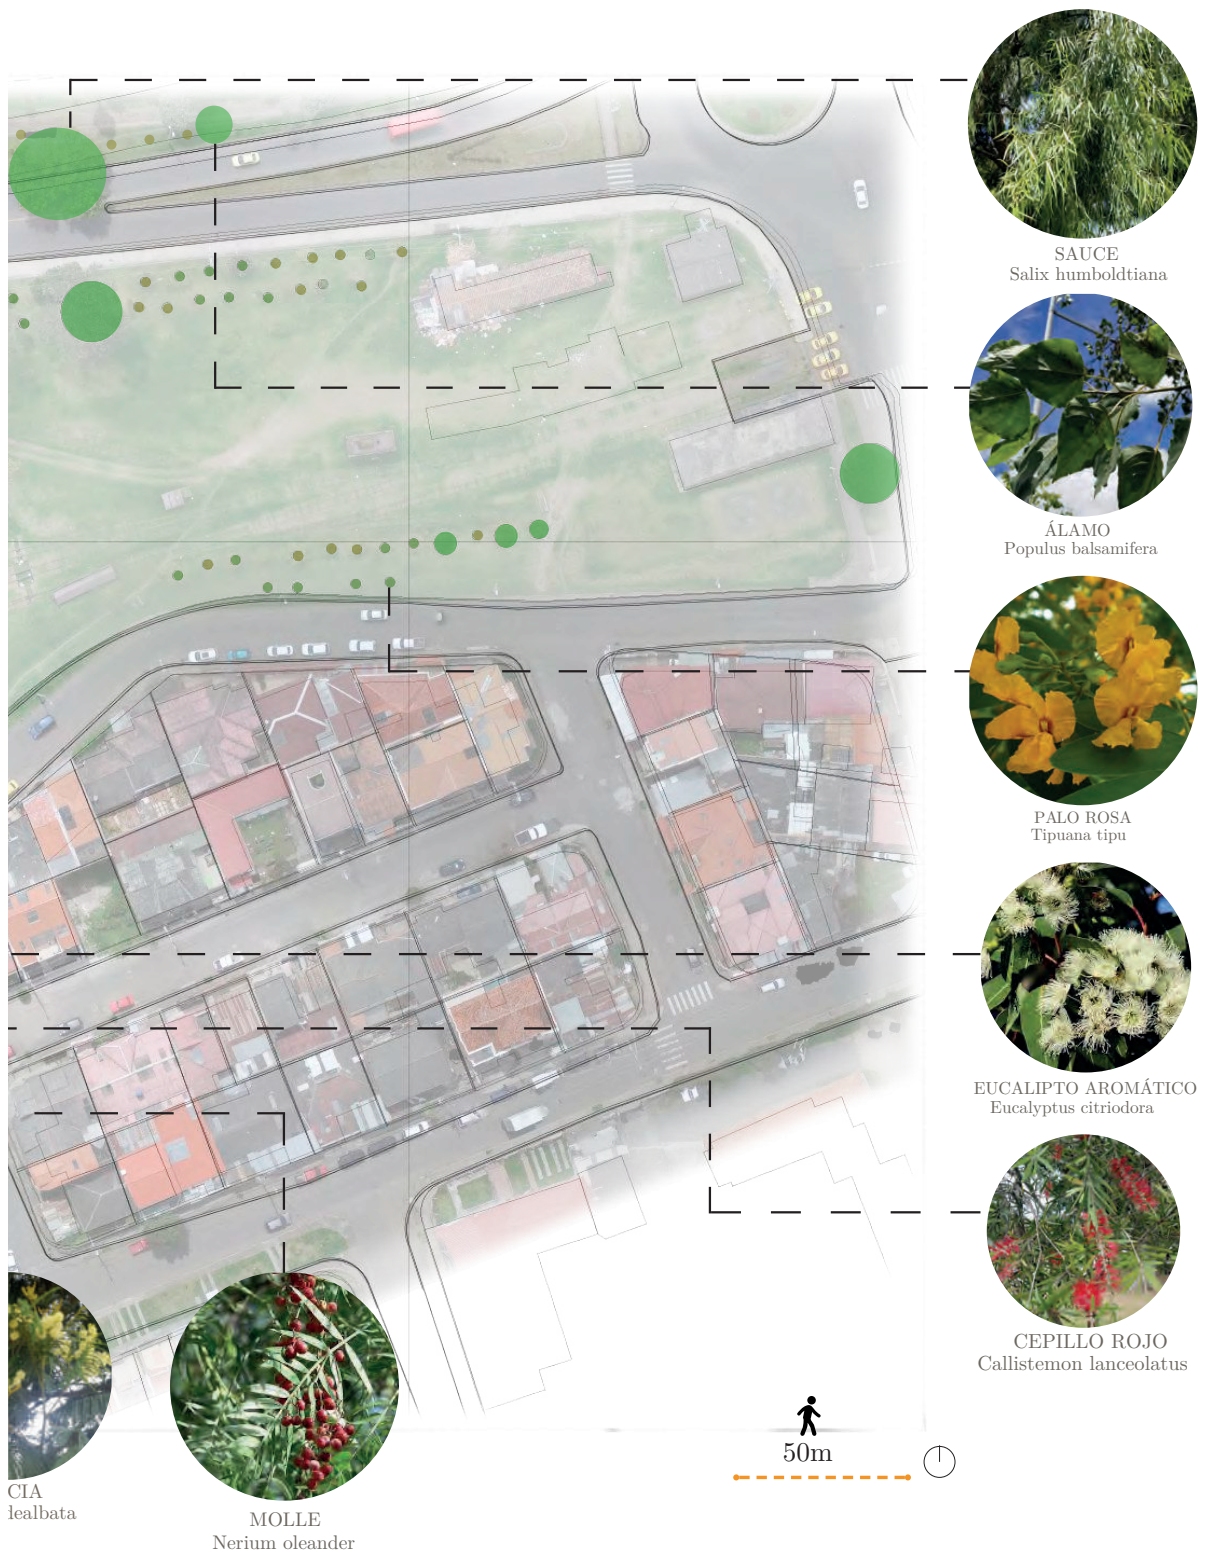 SAUCE
Salix humboldtiana
ÁLAMO
Populus balsamifera
PALO ROSA
Tipuana tipu
EUCALIPTO AROMÁTICO
Eucalyptus citriodora
CEPILLO ROJO
Callistemon lanceolatus
50m
CIA
dealbata
MOLLE
Nerium oleander